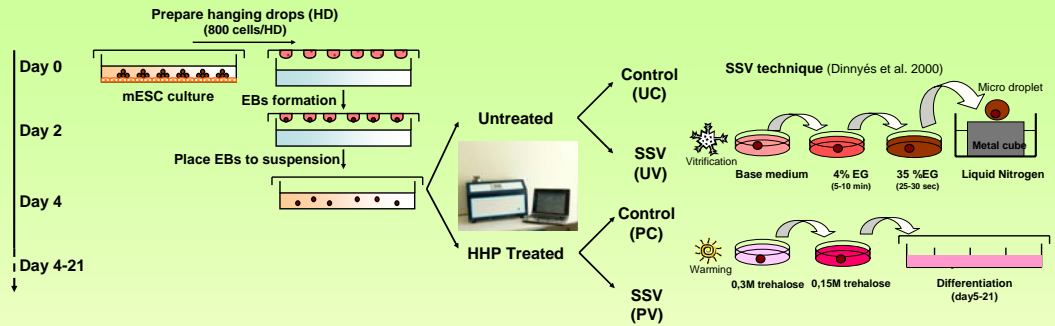 Prepare hanging drops (HD)
(800 cells/HD)
Day 0
mESC culture
EBs formation
Day 2
Place EBs to suspension
Day 4
Day 4-21
Untreated
HHP Treated
Control
(UC)
SSV
(UV)
Control
(PC)
SSV
(PV)
SSV technique (Dinnyés et al. 2000)
Micro droplet
Vitrification
Base medium
4% EG
(5-10 min)
35 %EG
(25-30 sec)
Metal cube
Liquid Nitrogen
Warming
0,3M trehalose
0,15M trehalose
Differentiation
(day5-21)